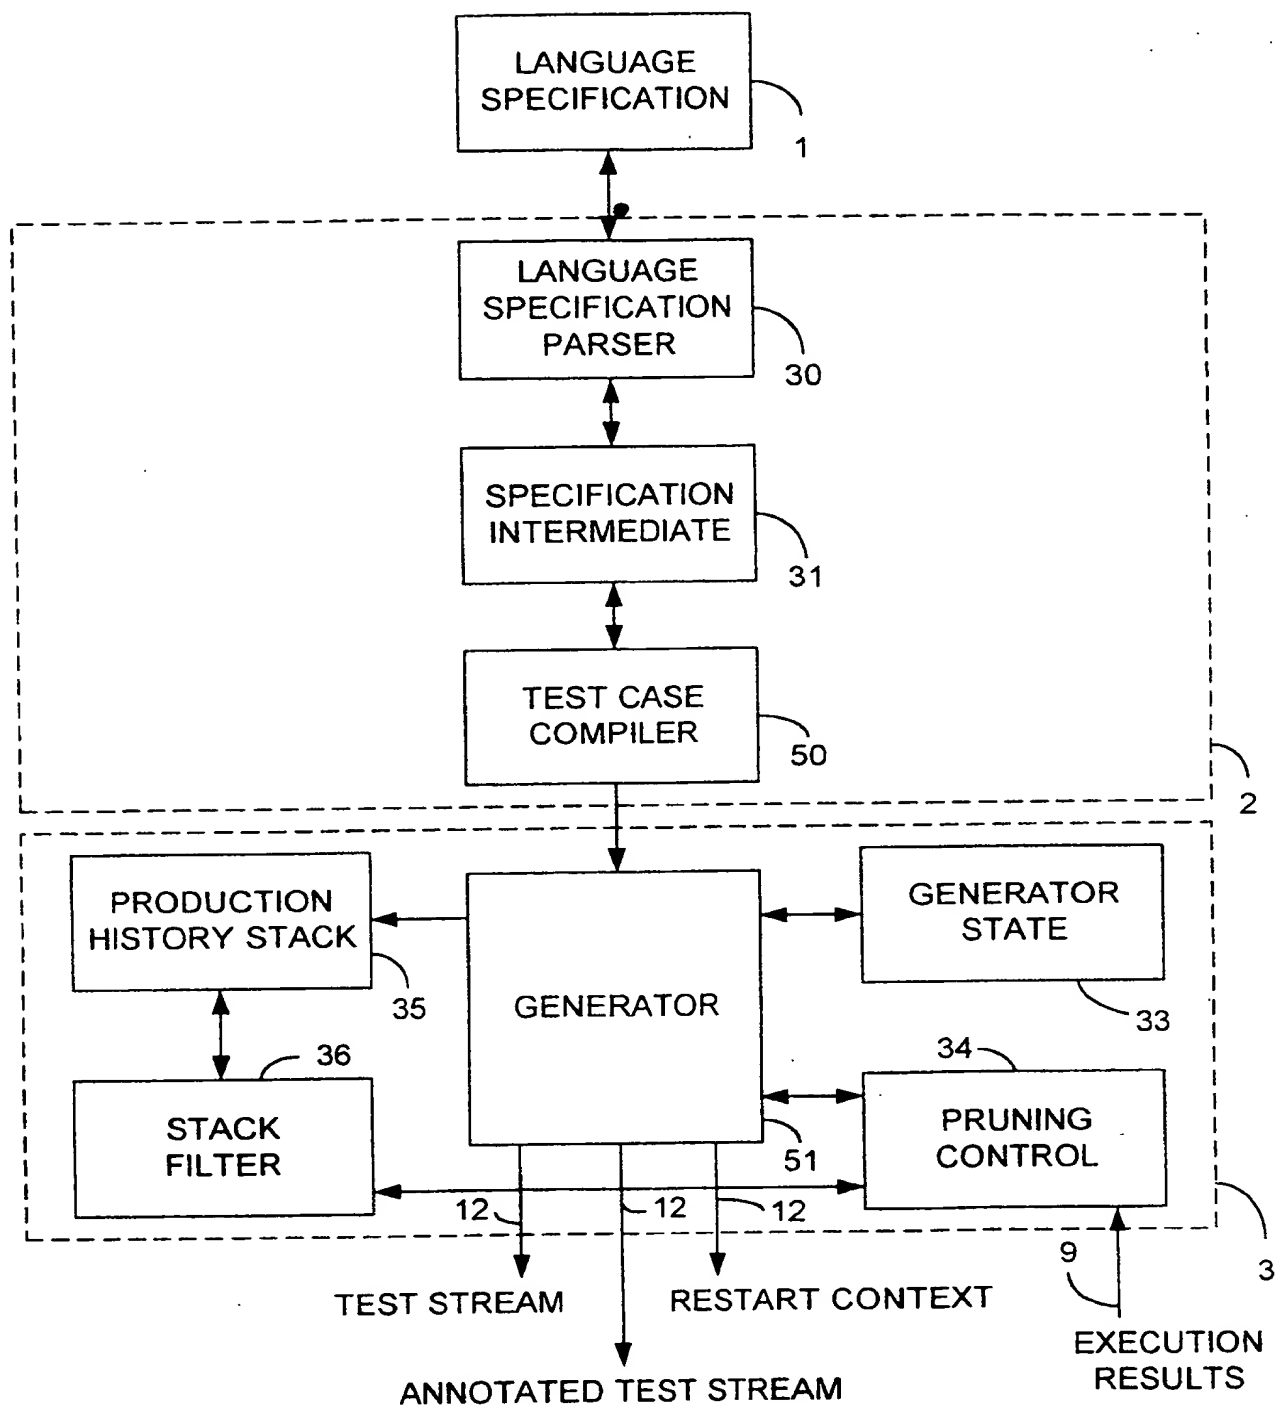 LANGUAGE
SPECIFICATION
1
LANGUAGE
SPECIFICATION
PARSER
30
SPECIFICATION
INTERMEDIATE
31
TEST CASE
COMPILER
50
2
PRODUCTION
HISTORY STACK
35
GENERATOR
51
GENERATOR
STATE
33
36
STACK
FILTER
34
PRUNING
CONTROL
12
12
12
3
9
TEST STREAM
RESTART CONTEXT
ANNOTATED TEST STREAM
EXECUTION
RESULTS